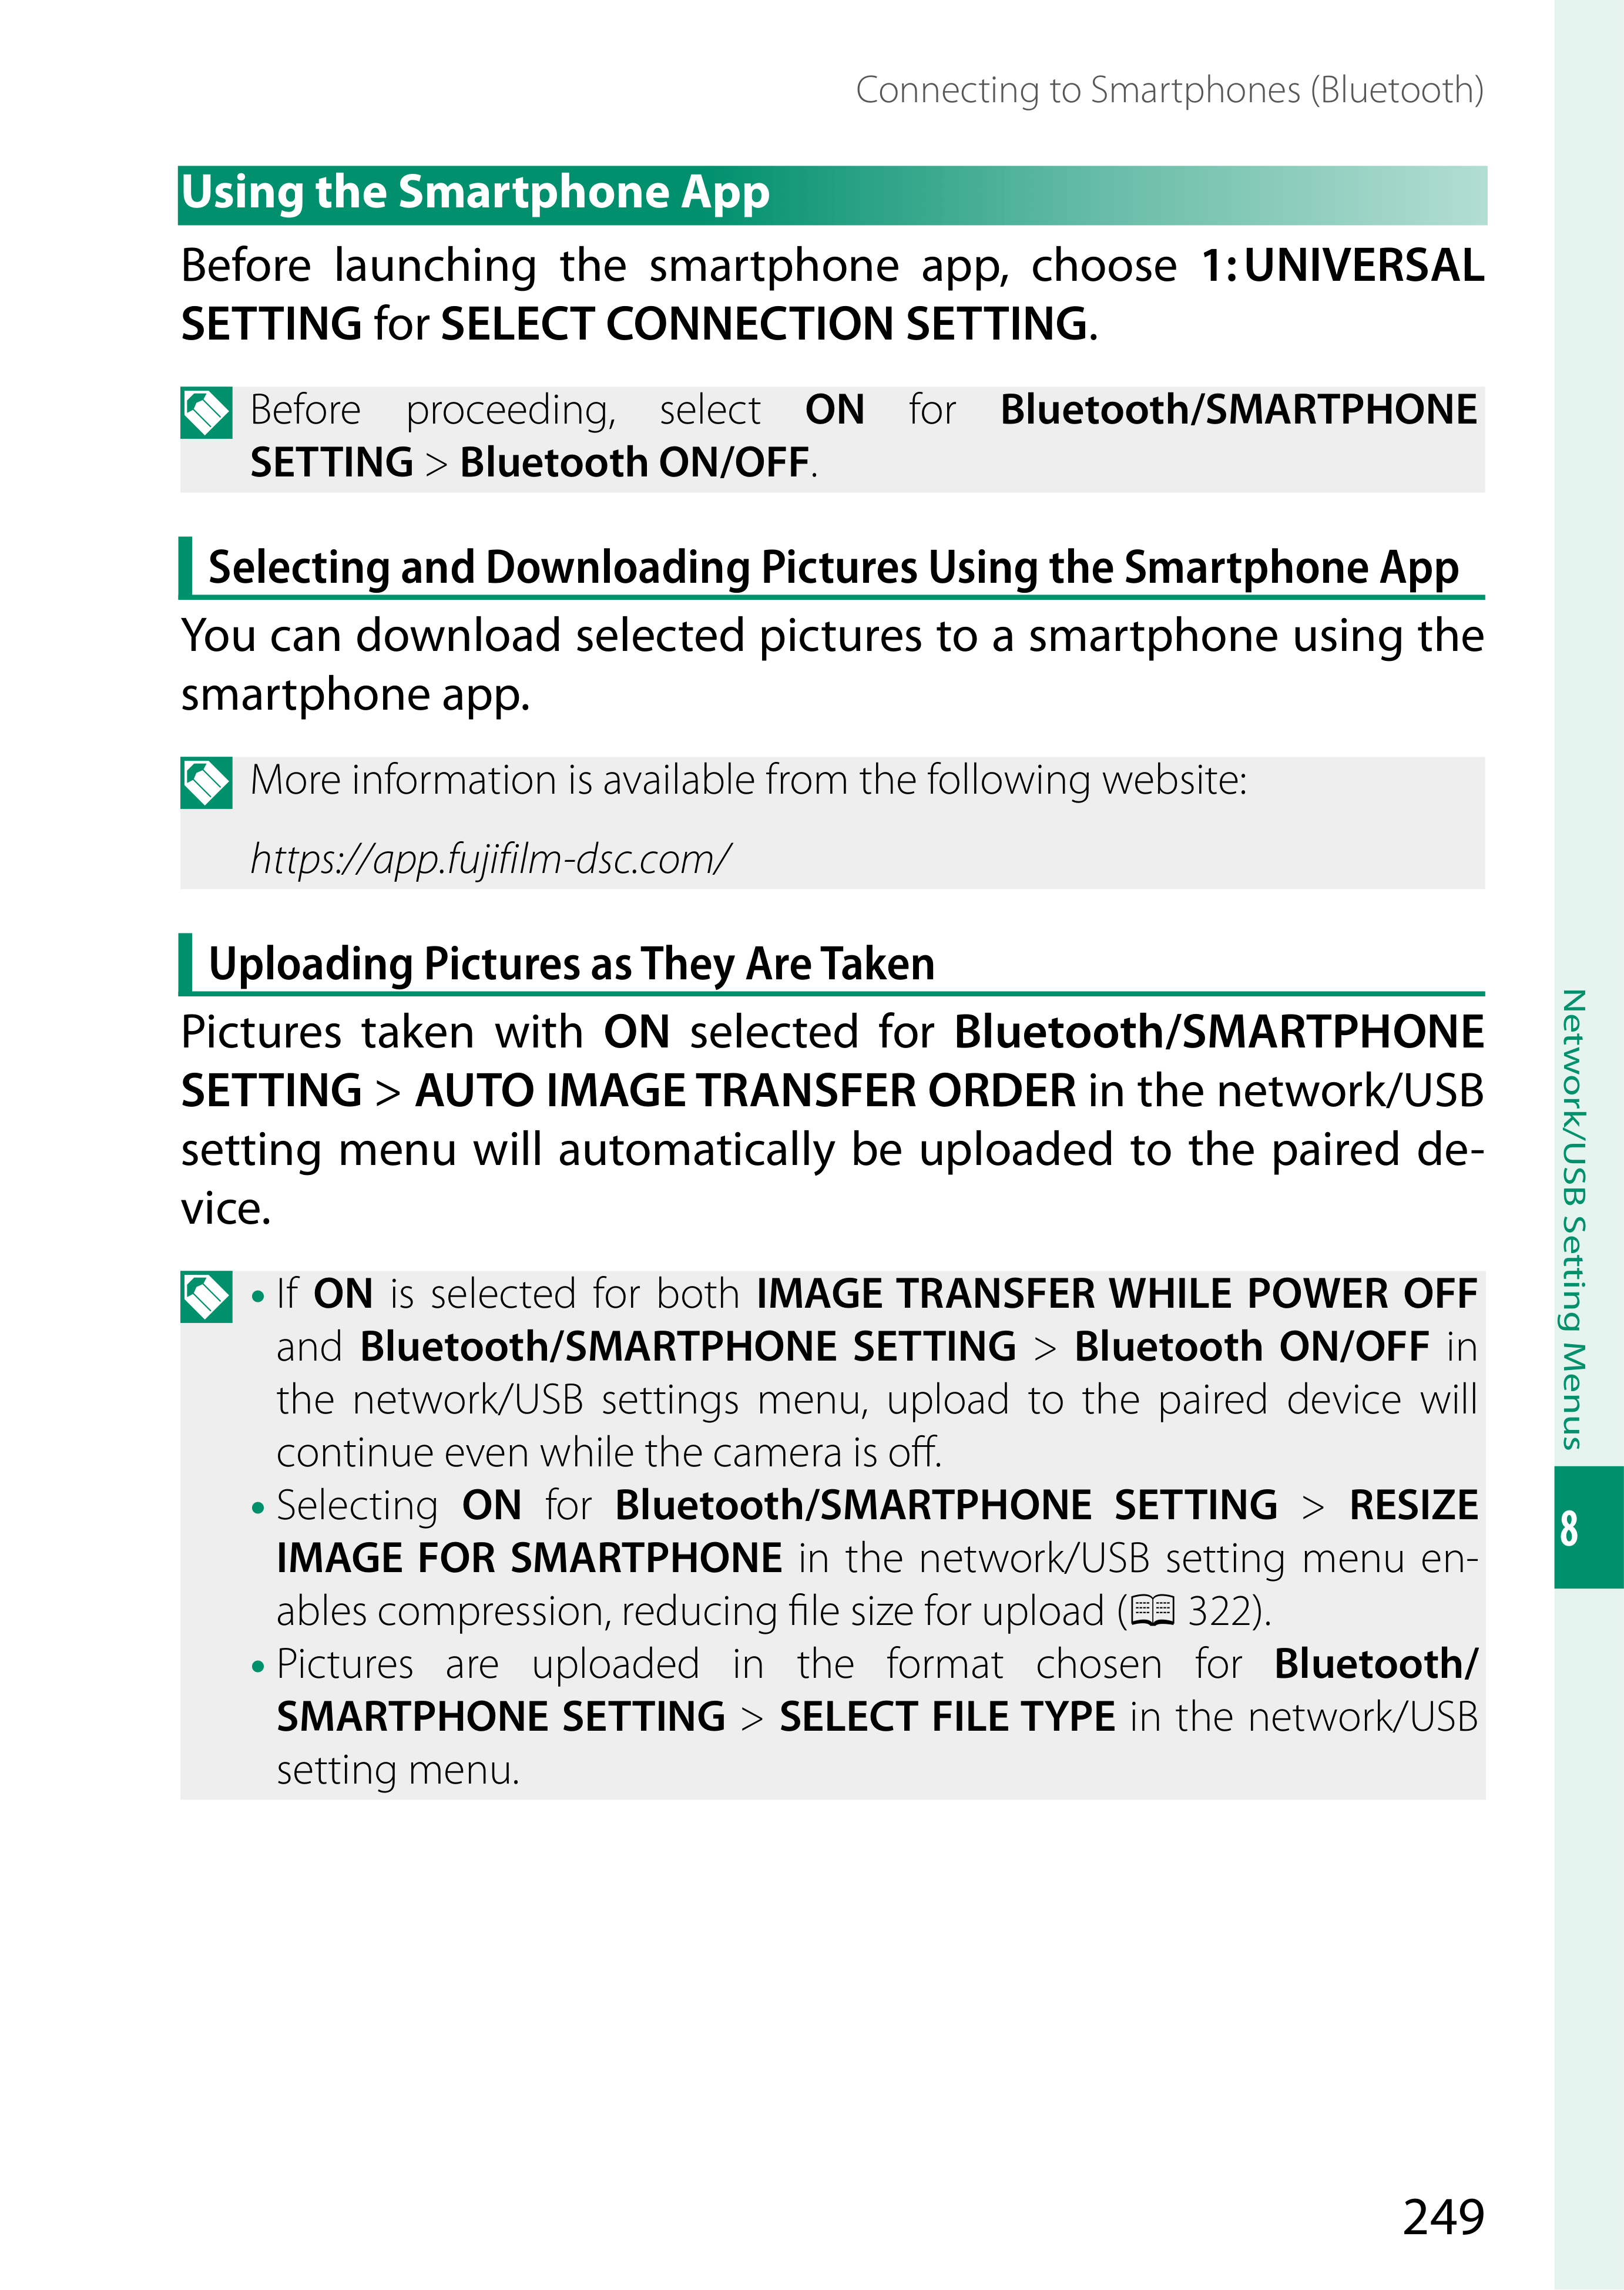 Connecting to Smartphones (Bluetooth)
Using the Smartphone App
Before launching the smartphone app, choose 1: UNIVERSAL
SETTING for SELECT CONNECTION SETTING.
Before proceeding, select ON for Bluetooth/SMARTPHONE
SETTING > Bluetooth ON/OFF.
Selecting and Downloading Pictures Using the Smartphone App
You can download selected pictures to a smartphone using the
smartphone app.
More information is available from the following website:
https://app.fujifilm-dsc.com/
Uploading Pictures as They Are Taken
Pictures taken with ON selected for Bluetooth/SMARTPHONE
SETTING > AUTO IMAGE TRANSFER ORDER in the network/USB
setting menu will automatically be uploaded to the paired de-
vice.
• If ON is selected for both IMAGE TRANSFER WHILE POWER OFF
and Bluetooth/SMARTPHONE SETTING > Bluetooth ON/OFF in
the network/USB settings menu, upload to the paired device will
continue even while the camera is off.
• Selecting ON for Bluetooth/SMARTPHONE SETTING > RESIZE
IMAGE FOR SMARTPHONE in the network/USB setting menu en-
ables compression, reducing file size for upload (📖 322).
• Pictures are uploaded in the format chosen for Bluetooth/
SMARTPHONE SETTING > SELECT FILE TYPE in the network/USB
setting menu.
Network/USB Setting Menus
8
249